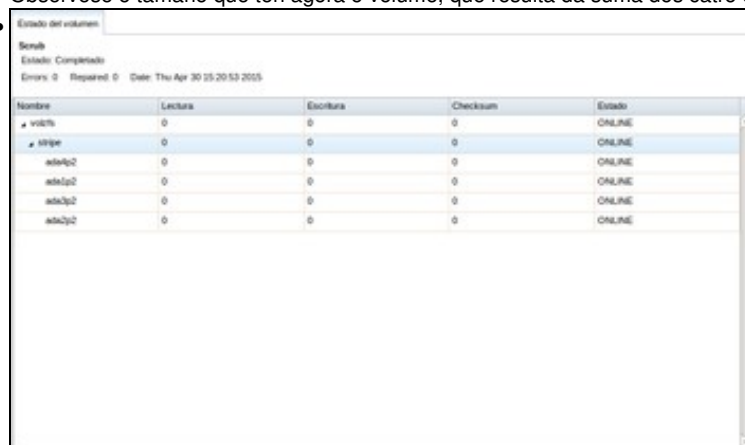 Obsérvese o tamaño que ten agora o volume, que resulta da suma dos catro
Estado del volumen
Scrub
Estado: Completado
Errors: 0 Repaired: 0 Date: Thu Apr 30 15:20:53 2015
Nombre Lectura Escritura Checksum Estado
volzfs 0 0 0 ONLINE
stripe 0 0 0 ONLINE
ada4p2 0 0 0 ONLINE
ada1p2 0 0 0 ONLINE
ada3p2 0 0 0 ONLINE
ada2p2 0 0 0 ONLINE